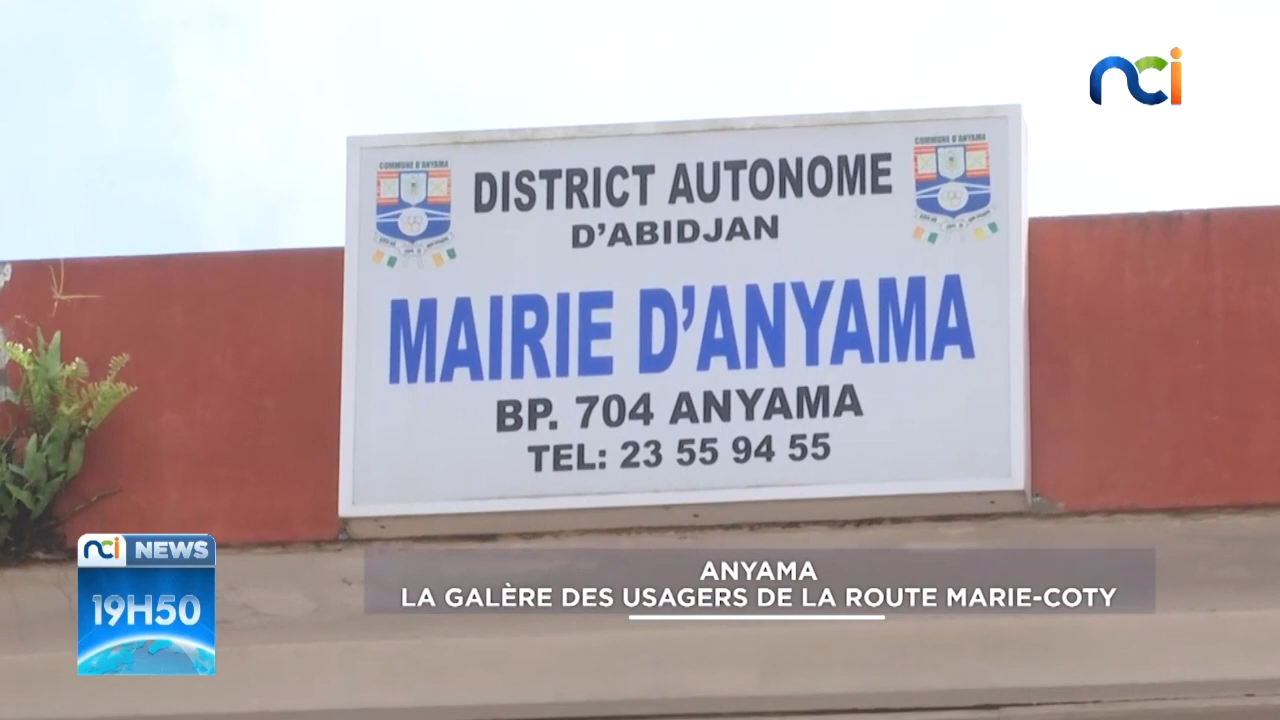 nci
COMMUNE D'ANYAMA
COMMUNE D'ANYAMA
DISTRICT AUTONOME
D'ABIDJAN
MAIRIE D'ANYAMA
BP. 704 ANYAMA
TEL: 23 55 94 55
nci NEWS
19H50
ANYAMA
LA GALÈRE DES USAGERS DE LA ROUTE MARIE-COTY